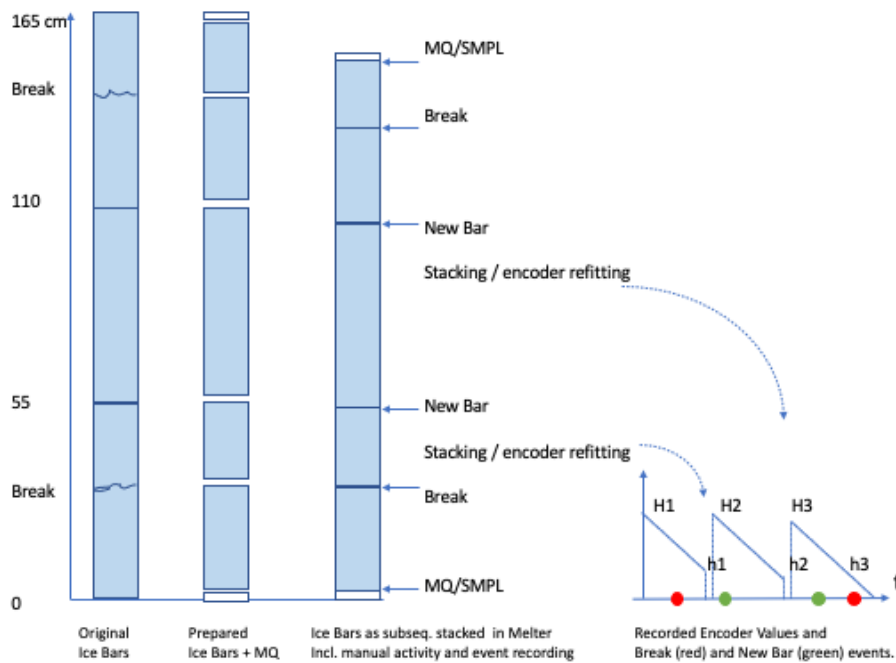 165 cm
MQ/SMPL
Break
Break
110
New Bar
Stacking / encoder refitting
55
New Bar
Stacking / encoder refitting
Break
Break
H1 H2 H3
h1 h2 h3
MQ/SMPL
0
Original
Ice Bars
Prepared
Ice Bars + MQ
Ice Bars as subseq. stacked in Melter
Incl. manual activity and event recording
Recorded Encoder Values and
Break (red) and New Bar (green) events.